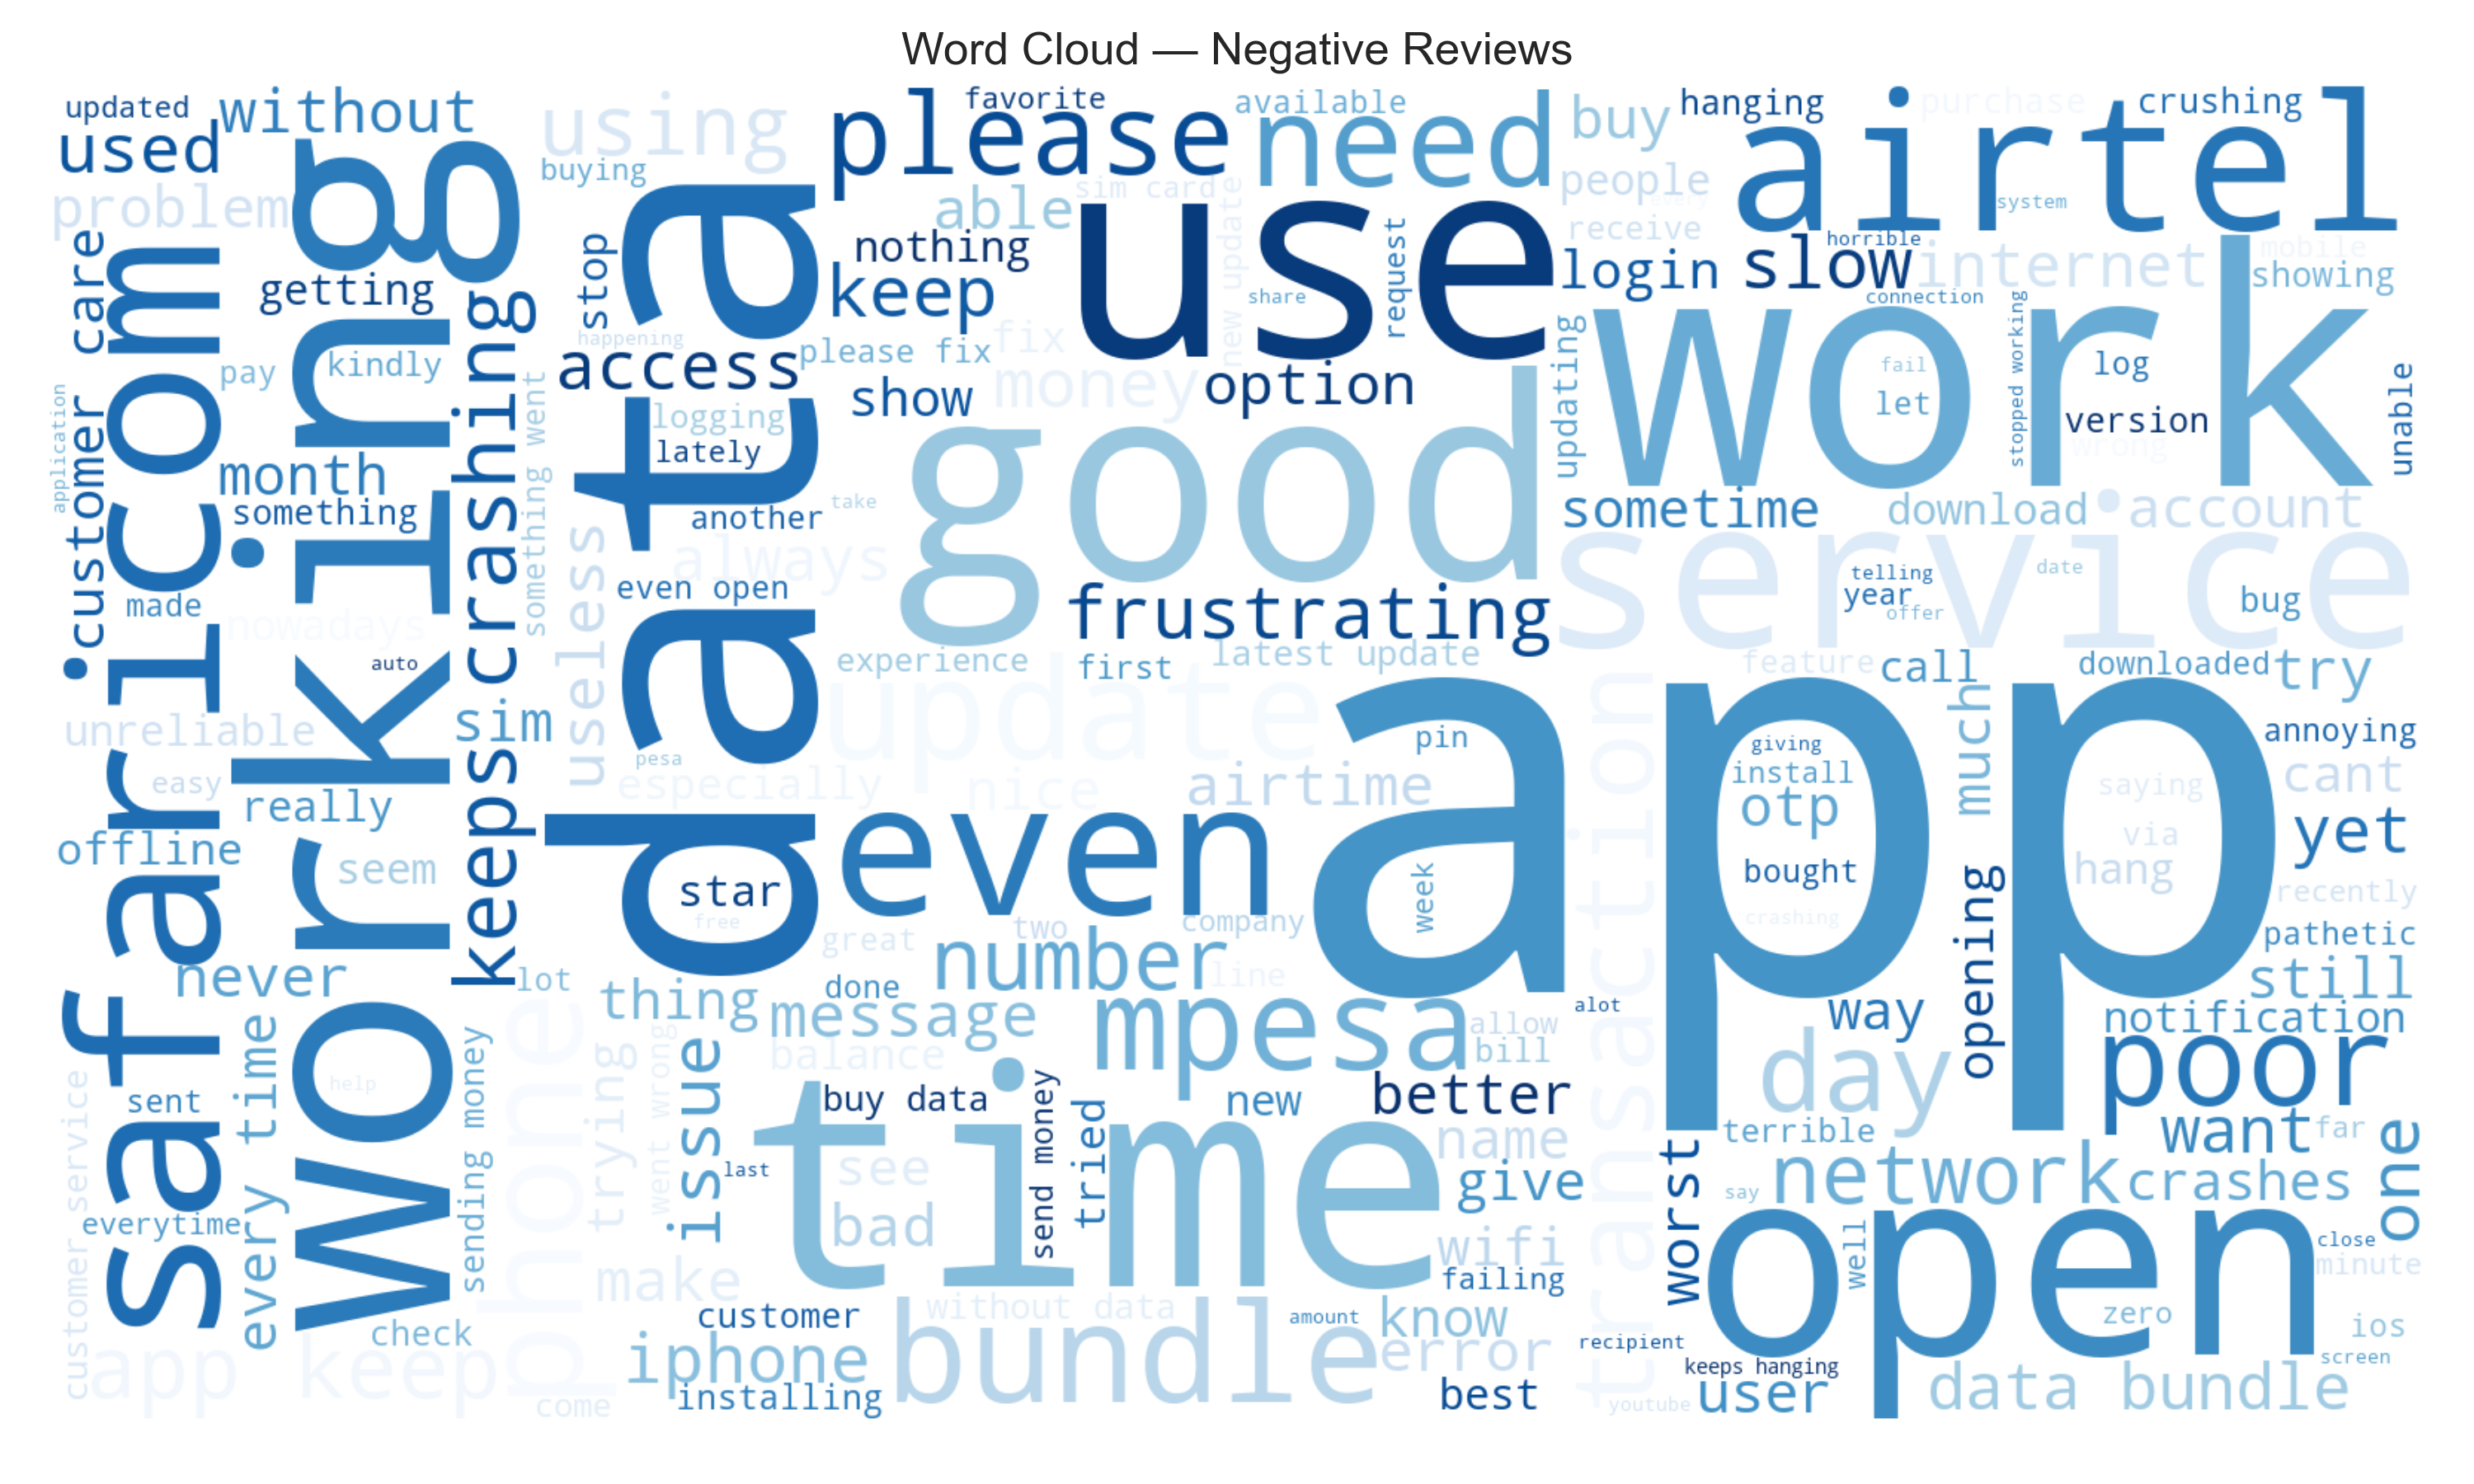 Word Cloud — Negative Reviews
updated
without
used
using
buying
problem
please
favorite
available
need
buy
hanging
purchase
crushing
airtel
people
every
receive
system
sim card
able
new update
use
request
nothing
keep
share
stop
happening
getting
customer care
safaricom
working
keeps crashing
data
access
please fix
fix
money
show
option
login
slow
horrible
internet
mobile
showing
connection
updating
work
fail
let
stopped working
log
version
wrong
unable
pay
kindly
application
month
something
something went
logging
lately
another
take
good
sometime
download
account
service
useless
always
even open
made
nowadays
auto
frustrating
telling
year
offer
date
bug
experience
first
latest update
feature
call
downloaded
try
unreliable
sim
update
pesa
especially
nice
airtime
easy
really
offline
seem
app
pin
week
giving
install
otp
bought
crashing
transaction
much
opening
annoying
saying
cant
via
hang
yet
recently
pathetic
still
even
star
free
great
two
company
number
line
never
lot
thing
done
message
mpesa
alot
allow
bill
way
notification
day
poor
balance
issue
trying
went wrong
phone
sent
help
every time
everytime
sending money
customer service
buy data
send money
tried
new
better
time
last
see
bad
name
give
terrible
want
far
one
worst
say
network
crashes
make
wifi
failing
open
well
close
minute
zero
ios
screen
check
app keep
come
customer
iphone
installing
without data
bundle
amount
know
error
best
recipient
keeps hanging
youtube
user
data bundle